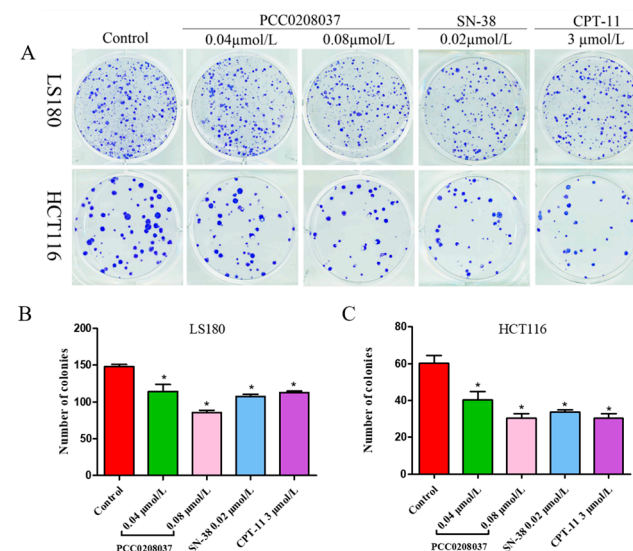 PCC0208037 SN-38 CPT-11
Control 0.04μmol/L 0.08μmol/L 0.02μmol/L 3 μmol/L
A
LS180
HCT116
B
LS180
Number of colonies
200
150
100
50
0
*
*
*
*
Control
0.04 μmol/L
0.08 μmol/L
SN-38 0.02 μmol/L
CPT-11 3 μmol/L
PCC0208037
C
HCT116
Number of colonies
80
60
40
20
0
*
*
*
*
Control
0.04 μmol/L
0.08 μmol/L
SN-38 0.02 μmol/L
CPT-11 3 μmol/L
PCC0208037